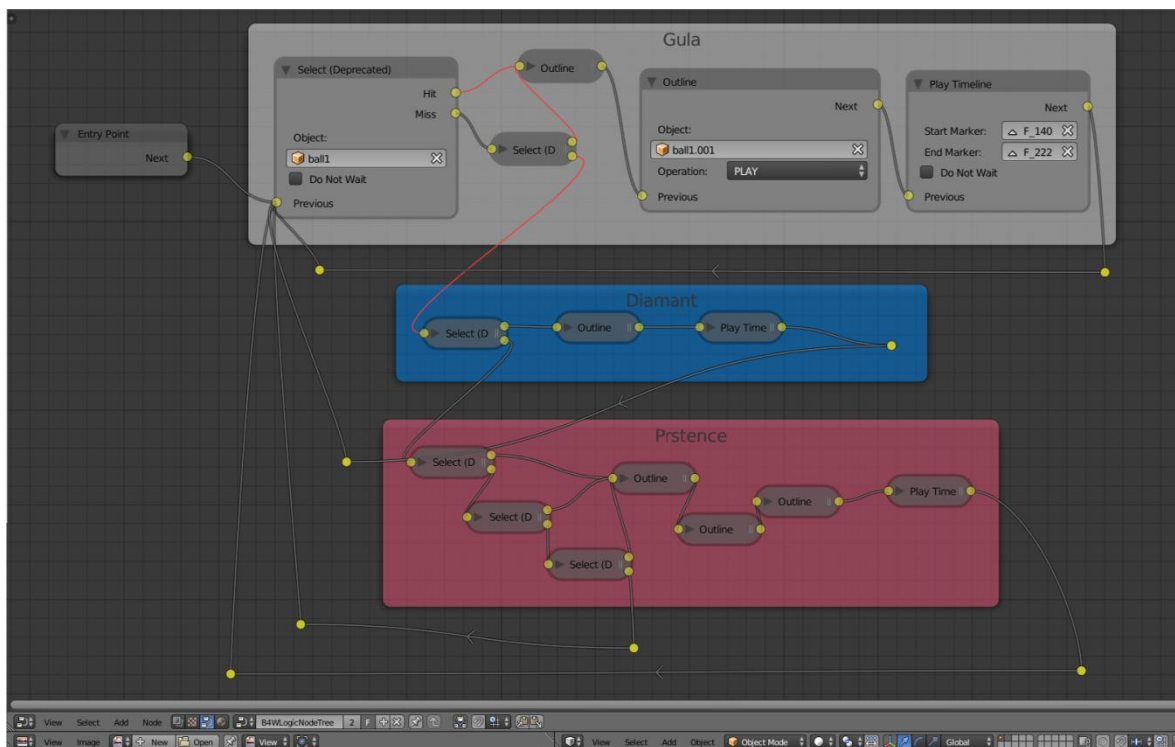 Gula
Select (Deprecated)
Hit
Miss
Object:
ball1
Do Not Wait
Previous
Entry Point
Next
Outline
Select (D
Outline
Next
Object:
ball1.001
Operation: PLAY
Previous
Play Timeline
Next
Start Marker: F_140
End Marker: F_222
Do Not Wait
Previous
Diamant
Select (D
Outline
Play Time
Prstence
Select (D
Outline
Play Time
Outline
Select (D
Outline
Select (D
View Select Add Node B4WLogicNodeTree 2 F
View Image New Open View View Select Add Object Object Mode Global